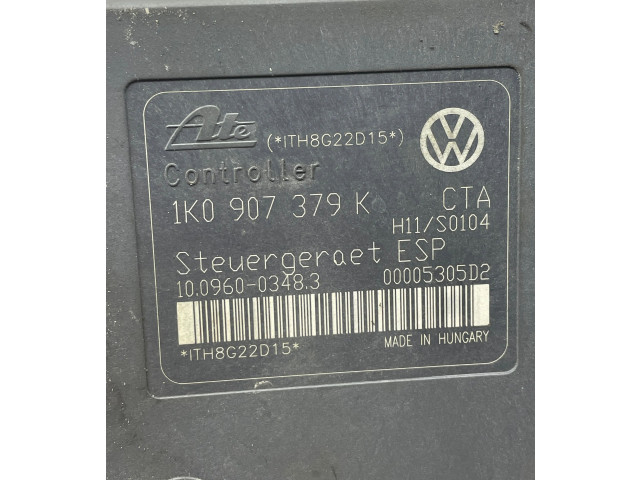 Ate (*ITH8G22D15*)
VW
Controller
1K0 907 379 K CTA
H11/S0104
Steuergeraet ESP
10.0960-0348.3 00005305D2
*ITH8G22D15* MADE IN HUNGARY